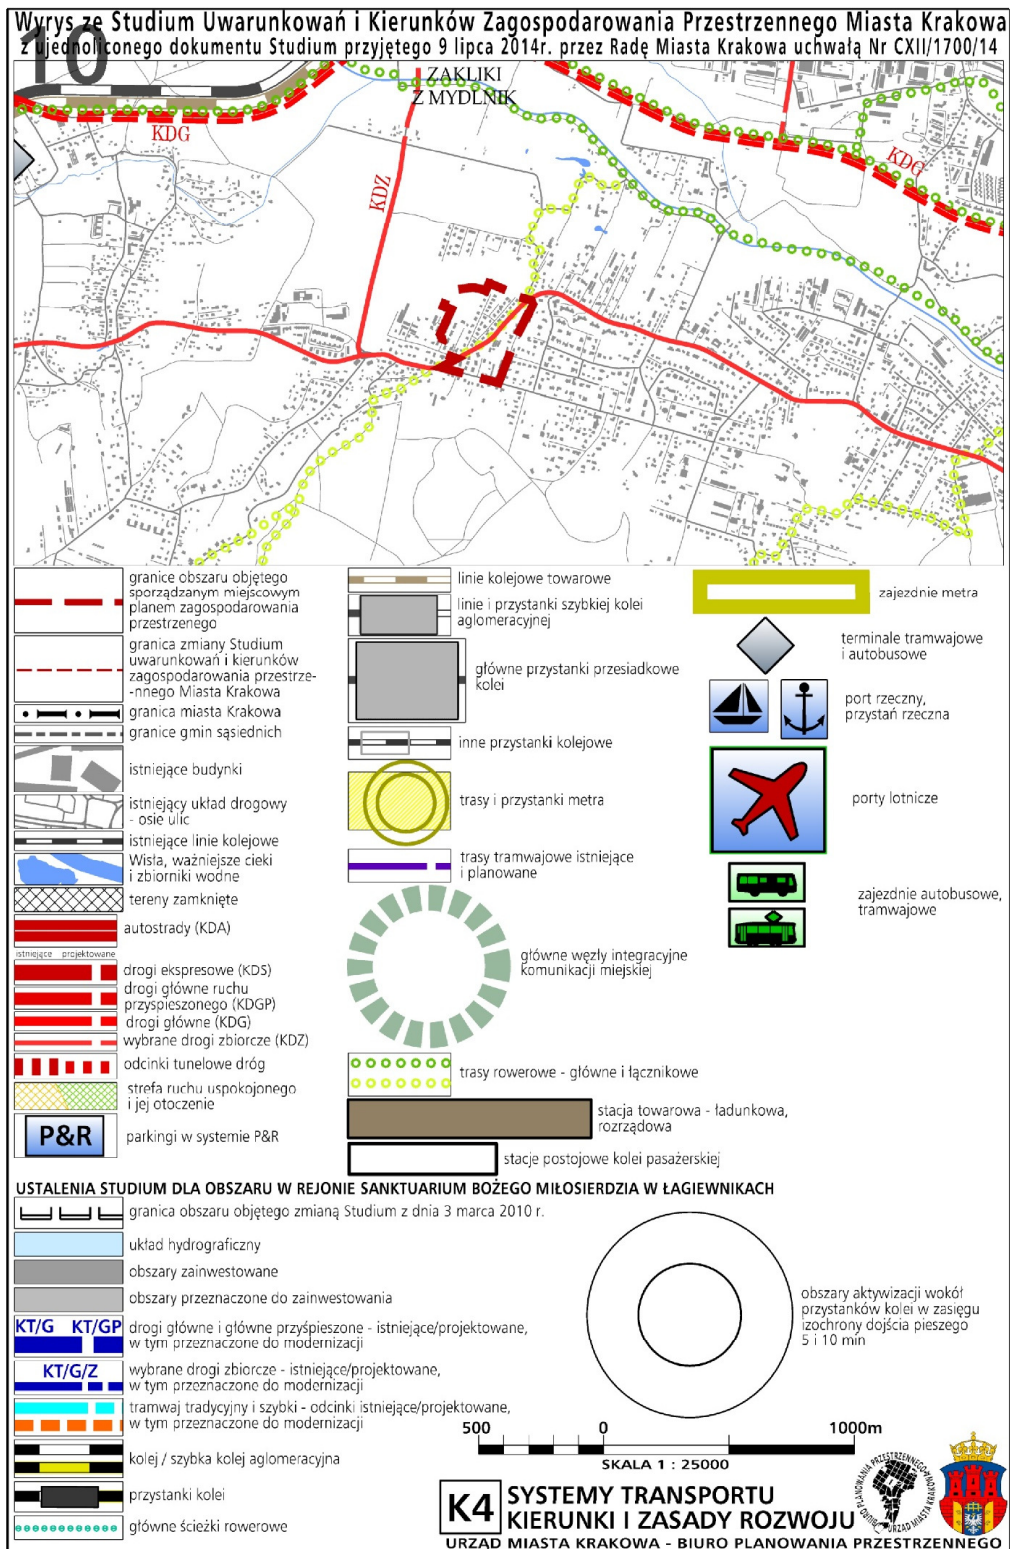 Wyrys ze Studium Uwarunkowań i Kierunków Zagospodarowania Przestrzennego Miasta Krakowa
10
z ujednoliconego dokumentu Studium przyjętego 9 lipca 2014r. przez Radę Miasta Krakowa uchwałą Nr CXII/1700/14
ZAKLIKI
Z MYDLNIK
KDG
KDZ
KDG
granice obszaru objętego
sporządzanym miejscowym
planem zagospodarowania
przestrzenego
granica zmiany Studium
uwarunkowań i kierunków
zagospodarowania przestrze-
-nnego Miasta Krakowa
granica miasta Krakowa
granice gmin sąsiednich
istniejące budynki
istniejący układ drogowy
- osie ulic
istniejące linie kolejowe
Wisła, ważniejsze cieki
i zbiorniki wodne
tereny zamknięte
autostrady (KDA)
istniejące projektowane
drogi ekspresowe (KDS)
drogi główne ruchu
przyspieszonego (KDGP)
drogi główne (KDG)
wybrane drogi zbiorcze (KDZ)
odcinki tunelowe dróg
strefa ruchu uspokojonego
i jej otoczenie
P&R
parkingi w systemie P&R
linie kolejowe towarowe
linie i przystanki szybkiej kolei
aglomeracyjnej
główne przystanki przesiadkowe
kolei
inne przystanki kolejowe
trasy i przystanki metra
trasy tramwajowe istniejące
i planowane
główne węzły integracyjne
komunikacji miejskiej
trasy rowerowe - główne i łącznikowe
stacja towarowa - ładunkowa,
rozrządowa
stacje postojowe kolei pasażerskiej
zajezdnie metra
terminale tramwajowe
i autobusowe
port rzeczny,
przystań rzeczna
porty lotnicze
zajezdnie autobusowe,
tramwajowe
USTALENIA STUDIUM DLA OBSZARU W REJONIE SANKTUARIUM BOŻEGO MIŁOSIERDZIA W ŁAGIEWNIKACH
granica obszaru objętego zmianą Studium z dnia 3 marca 2010 r.
układ hydrograficzny
obszary zainwestowane
obszary przeznaczone do zainwestowania
KT/G KT/GP
drogi główne i główne przyśpieszone - istniejące/projektowane,
w tym przeznaczone do modernizacji
KT/G/Z
wybrane drogi zbiorcze - istniejące/projektowane,
w tym przeznaczone do modernizacji
tramwaj tradycyjny i szybki - odcinki istniejące/projektowane,
w tym przeznaczone do modernizacji
kolej / szybka kolej aglomeracyjna
przystanki kolei
główne ścieżki rowerowe
obszary aktywizacji wokół
przystanków kolei w zasięgu
izochrony dojścia pieszego
5 i 10 min
500 0 1000m
SKALA 1 : 25000
K4
SYSTEMY TRANSPORTU
KIERUNKI I ZASADY ROZWOJU
BIURO PLANOWANIA PRZESTRZENNEGO
URZĄD MIASTA KRAKOWA
URZĄD MIASTA KRAKOWA - BIURO PLANOWANIA PRZESTRZENNEGO